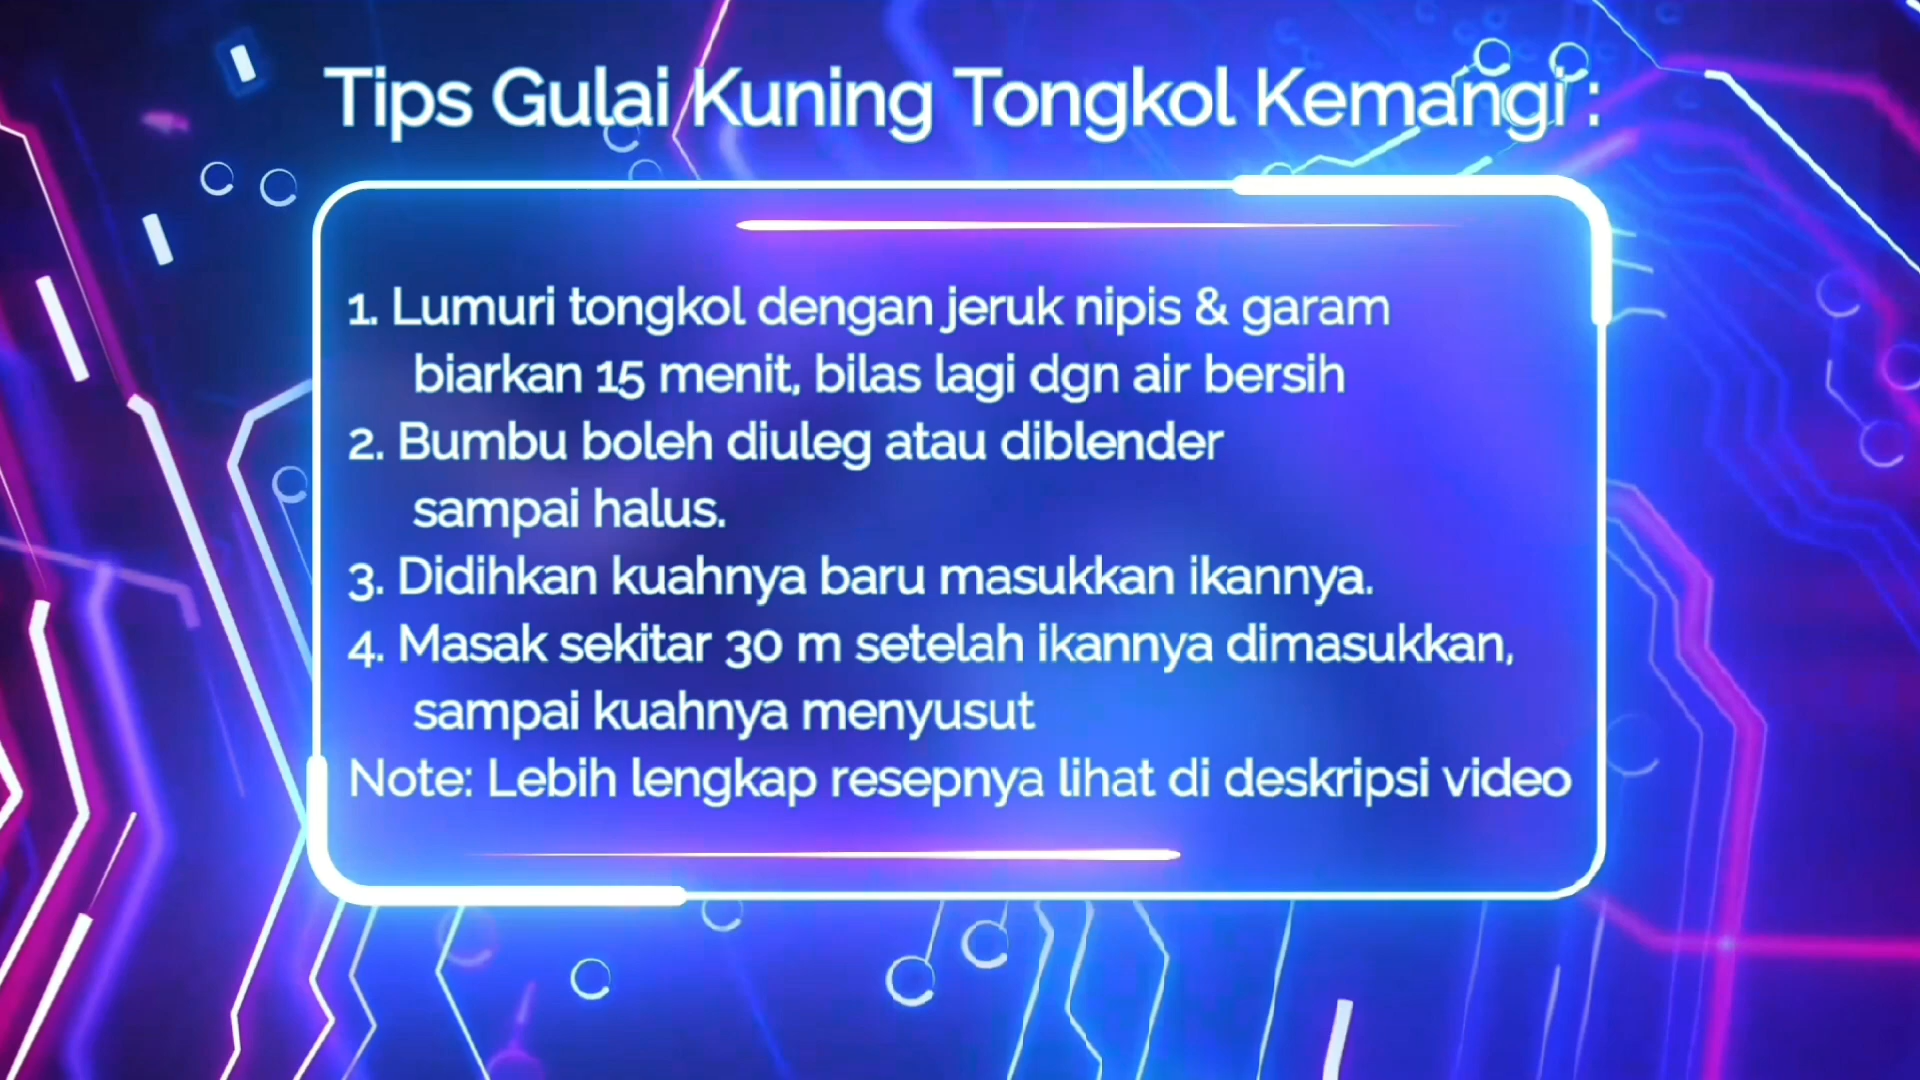 Tips Gulai Kuning Tongkol Kemangi :
1. Lumuri tongkol dengan jeruk nipis & garam
biarkan 15 menit, bilas lagi dgn air bersih
2. Bumbu boleh diuleg atau diblender
sampai halus.
3. Didihkan kuahnya baru masukkan ikannya.
4. Masak sekitar 30 m setelah ikannya dimasukkan,
sampai kuahnya menyusut
Note: Lebih lengkap resepnya lihat di deskripsi video